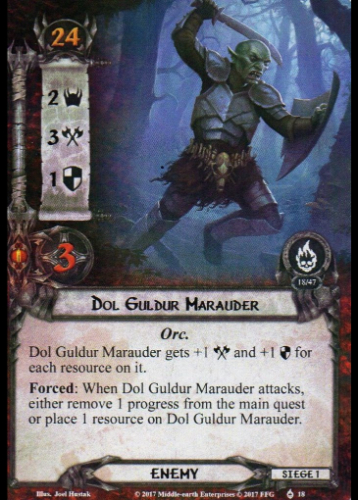 24
2
3
1
3
18/47
Dol Guldur Marauder
Orc.
Dol Guldur Marauder gets +1 and +1 for
each resource on it.
Forced: When Dol Guldur Marauder attacks,
either remove 1 progress from the main quest
or place 1 resource on Dol Guldur Marauder.
ENEMY
SIEGE 1
Illus. Joel Hustak © 2017 Middle-earth Enterprises © 2017 FFG 18